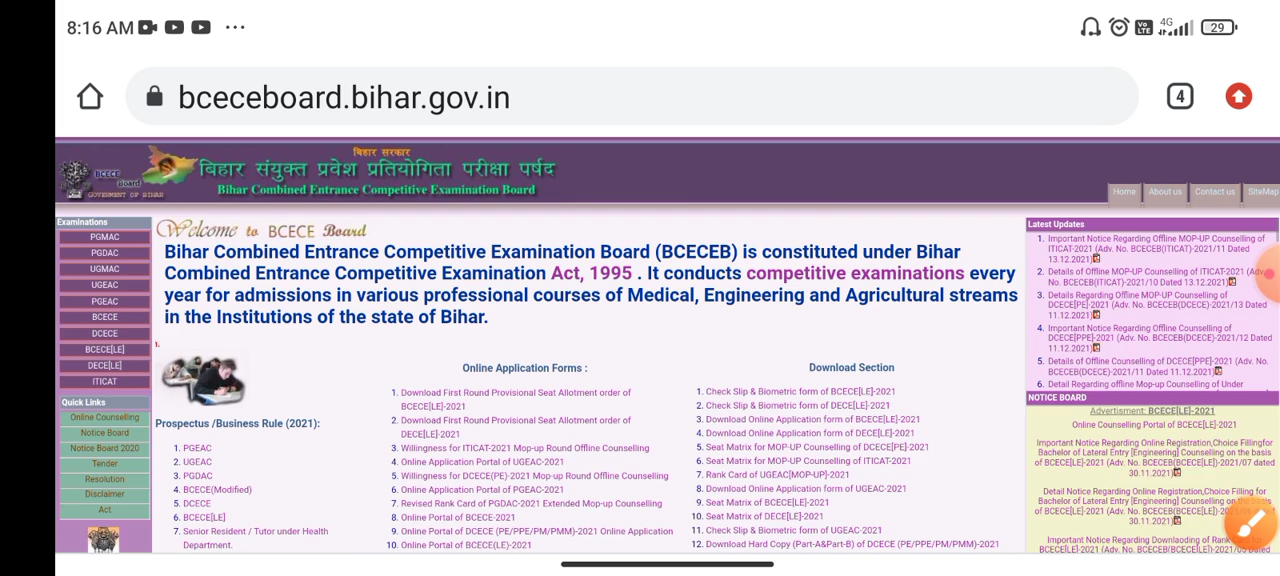 8:16 AM
4G
Vo LTE
29
bceceboard.bihar.gov.in
4
बिहार सरकार
बिहार संयुक्त प्रवेश प्रतियोगिता परीक्षा पर्षद
BCECE
Board
GOVERNMENT OF BIHAR
Bihar Combined Entrance Competitive Examination Board
Home
About us
Contact us
SiteMap
Examinations
PGMAC
PGDAC
UGMAC
UGEAC
PGEAC
BCECE
DCECE
BCECE[LE]
DECE[LE]
ITICAT
Quick Links
Online Counselling
Notice Board
Notice Board 2020
Tender
Resolution
Disclaimer
Act
Welcome to BCECE Board
Bihar Combined Entrance Competitive Examination Board (BCECEB) is constituted under Bihar
Combined Entrance Competitive Examination Act, 1995 . It conducts competitive examinations every
year for admissions in various professional courses of Medical, Engineering and Agricultural streams
in the Institutions of the state of Bihar.
1.
Prospectus /Business Rule (2021):
1. PGEAC
2. UGEAC
3. PGDAC
4. BCECE(Modified)
5. DCECE
6. BCECE[LE]
7. Senior Resident / Tutor under Health
Department.
Online Application Forms :
1. Download First Round Provisional Seat Allotment order of
BCECE[LE]-2021
2. Download First Round Provisional Seat Allotment order of
DECE[LE]-2021
3. Willingness for ITICAT-2021 Mop-up Round Offline Counselling
4. Online Application Portal of UGEAC-2021
5. Willingness for DCECE(PE)-2021 Mop-up Round Offline Counselling
6. Online Application Portal of PGEAC-2021
7. Revised Rank Card of PGDAC-2021 Extended Mop-up Counselling
8. Online Portal of BCECE-2021
9. Online Portal of DCECE (PE/PPE/PM/PMM)-2021 Online Application
10. Online Portal of BCECE(LE)-2021
Download Section
1. Check Slip & Biometric form of BCECE[LE]-2021
2. Check Slip & Biometric form of DECE[LE]-2021
3. Download Online Application form of BCECE[LE]-2021
4. Download Online Application form of DECE[LE]-2021
5. Seat Matrix for MOP-UP Counselling of DCECE[PE]-2021
6. Seat Matrix for MOP-UP Counselling of ITICAT-2021
7. Rank Card of UGEAC[MOP-UP]-2021
8. Download Online Application form of UGEAC-2021
9. Seat Matrix of BCECE[LE]-2021
10. Seat Matrix of DECE[LE]-2021
11. Check Slip & Biometric form of UGEAC-2021
12. Download Hard Copy (Part-A&Part-B) of DCECE (PE/PPE/PM/PMM)-2021
Latest Updates
1. Important Notice Regarding Offline MOP-UP Counselling of
ITICAT-2021 (Adv. No. BCECEB(ITICAT)-2021/11 Dated
13.12.2021)
2. Details of Offline MOP-UP Counselling of ITICAT-2021 (Adv.
No. BCECEB(ITICAT)-2021/10 Dated 13.12.2021)
3. Details Regarding Offline MOP-UP Counselling of
DCECE[PE]-2021 (Adv. No. BCECEB(DCECE)-2021/13 Dated
11.12.2021)
4. Important Notice Regarding Offline Counselling of
DCECE[PPE]-2021 (Adv. No. BCECEB(DCECE)-2021/12 Dated
11.12.2021)
5. Details of Offline Counselling of DCECE[PPE]-2021 (Adv. No.
BCECEB(DCECE)-2021/11 Dated 11.12.2021)
6. Detail Regarding offline Mop-up Counselling of Under
NOTICE BOARD
Advertisment: BCECE[LE]-2021
Online Counselling Portal of BCECE[LE]-2021
Important Notice Regarding Online Registration,Choice Fillingfor
Bachelor of Lateral Entry [Engineering] Counselling on the basis
of BCECE[LE]-2021 (Adv. No. BCECEB(BCECE[LE])-2021/07 dated
30.11.2021)
Detail Notice Regarding Online Registration,Choice Filling for
Bachelor of Lateral Entry [Engineering] Counselling on the basis
of BCECE[LE]-2021 (Adv. No. BCECEB(BCECE[LE])-2021/
30.11.2021)
Important Notice Regarding Downlaoding of Rank
BCECE[LE]-2021 (Adv. No. BCECEB(BCECE[LE])-2021/05 Dated